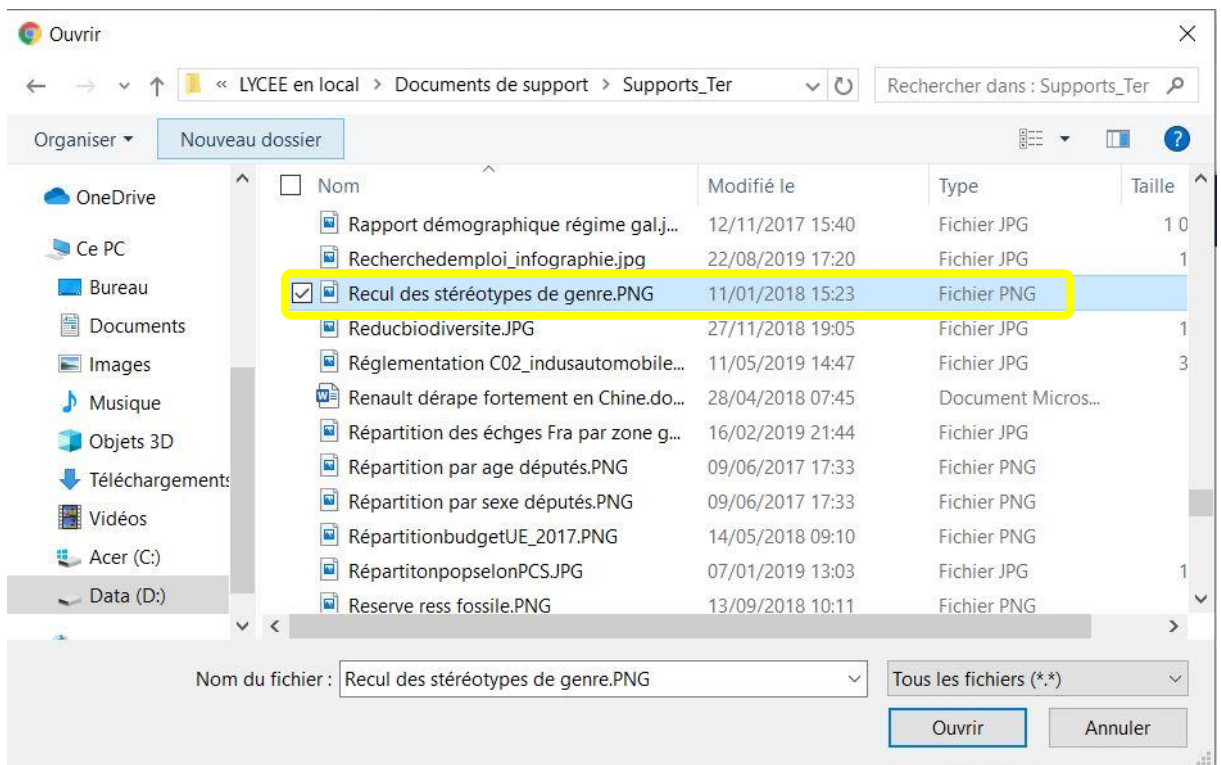 Ouvrir
« LYCEE en local > Documents de support > Supports_Ter
Rechercher dans : Supports_Ter
Organiser
Nouveau dossier
?
OneDrive
Ce PC
Bureau
Documents
Images
Musique
Objets 3D
Téléchargements
Vidéos
Acer (C:)
Data (D:)
Nom Modifié le Type Taille
Rapport démographique régime gal.j... 12/11/2017 15:40 Fichier JPG 1 0
Recherchedemploi_infographie.jpg 22/08/2019 17:20 Fichier JPG 1
Recul des stéréotypes de genre.PNG 11/01/2018 15:23 Fichier PNG
Reducbiodiversite.JPG 27/11/2018 19:05 Fichier JPG 1
Réglementation C02_indusautomobile... 11/05/2019 14:47 Fichier JPG 3
Renault dérape fortement en Chine.do... 28/04/2018 07:45 Document Micros...
Répartition des échges Fra par zone g... 16/02/2019 21:44 Fichier JPG
Répartition par age députés.PNG 09/06/2017 17:33 Fichier PNG
Répartition par sexe députés.PNG 09/06/2017 17:33 Fichier PNG
RépartitionbudgetUE_2017.PNG 14/05/2018 09:10 Fichier PNG
RépartitonpopselonPCS.JPG 07/01/2019 13:03 Fichier JPG 1
Reserve ress fossile.PNG 13/09/2018 10:11 Fichier PNG
Nom du fichier : Recul des stéréotypes de genre.PNG
Tous les fichiers (*.*)
Ouvrir
Annuler